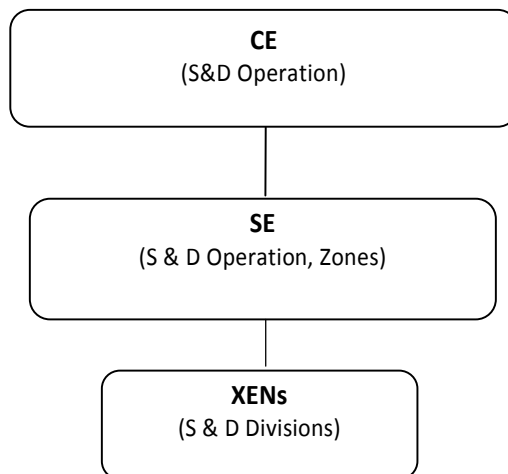 CE
(S&D Operation)
SE
(S & D Operation, Zones)
XENs
(S & D Divisions)